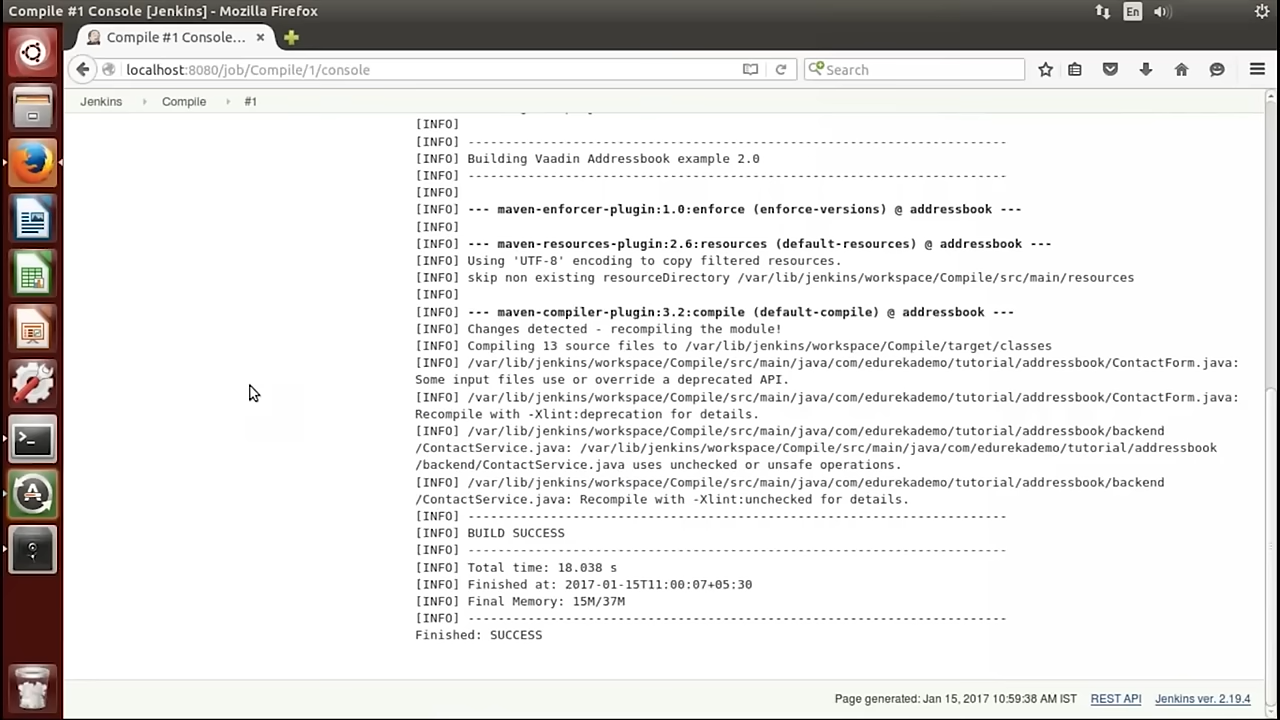 Compile #1 Console [Jenkins] - Mozilla Firefox
En
Compile #1 Console...
localhost:8080/job/Compile/1/console
Search
Jenkins Compile #1
[INFO]
[INFO] ------------------------------------------------------------------------
[INFO] Building Vaadin Addressbook example 2.0
[INFO] ------------------------------------------------------------------------
[INFO]
[INFO] --- maven-enforcer-plugin:1.0:enforce (enforce-versions) @ addressbook ---
[INFO]
[INFO] --- maven-resources-plugin:2.6:resources (default-resources) @ addressbook ---
[INFO] Using 'UTF-8' encoding to copy filtered resources.
[INFO] skip non existing resourceDirectory /var/lib/jenkins/workspace/Compile/src/main/resources
[INFO]
[INFO] --- maven-compiler-plugin:3.2:compile (default-compile) @ addressbook ---
[INFO] Changes detected - recompiling the module!
[INFO] Compiling 13 source files to /var/lib/jenkins/workspace/Compile/target/classes
[INFO] /var/lib/jenkins/workspace/Compile/src/main/java/com/edurekademo/tutorial/addressbook/ContactForm.java:
Some input files use or override a deprecated API.
[INFO] /var/lib/jenkins/workspace/Compile/src/main/java/com/edurekademo/tutorial/addressbook/ContactForm.java:
Recompile with -Xlint:deprecation for details.
[INFO] /var/lib/jenkins/workspace/Compile/src/main/java/com/edurekademo/tutorial/addressbook/backend
/ContactService.java: /var/lib/jenkins/workspace/Compile/src/main/java/com/edurekademo/tutorial/addressbook
/backend/ContactService.java uses unchecked or unsafe operations.
[INFO] /var/lib/jenkins/workspace/Compile/src/main/java/com/edurekademo/tutorial/addressbook/backend
/ContactService.java: Recompile with -Xlint:unchecked for details.
[INFO] ------------------------------------------------------------------------
[INFO] BUILD SUCCESS
[INFO] ------------------------------------------------------------------------
[INFO] Total time: 18.038 s
[INFO] Finished at: 2017-01-15T11:00:07+05:30
[INFO] Final Memory: 15M/37M
[INFO] ------------------------------------------------------------------------
Finished: SUCCESS
Page generated: Jan 15, 2017 10:59:38 AM IST REST API Jenkins ver. 2.19.4